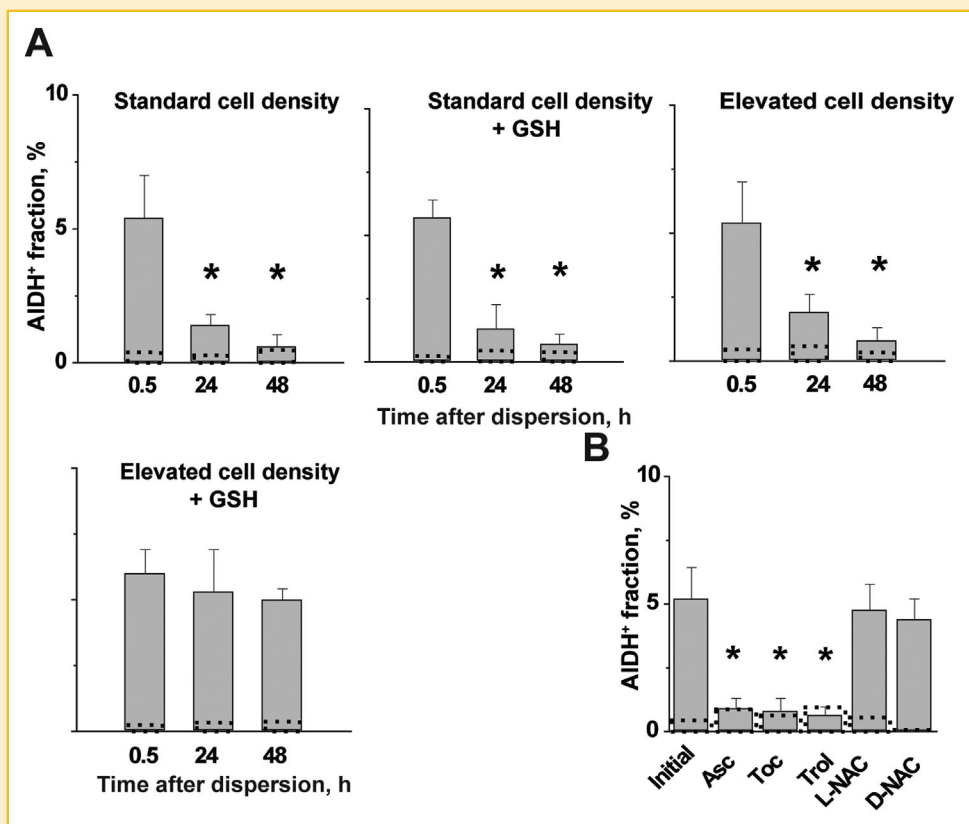 A
Standard cell density
Standard cell density
+ GSH
Elevated cell density
AlDH⁺ fraction, %
10
5
0
0.5 24 48
0.5 24 48
0.5 24 48
* *
* *
* *
Time after dispersion, h
Elevated cell density
+ GSH
0.5 24 48
Time after dispersion, h
B
AlDH⁺ fraction, %
10
5
0
* * *
Initial
Asc
Toc
Trol
L-NAC
D-NAC